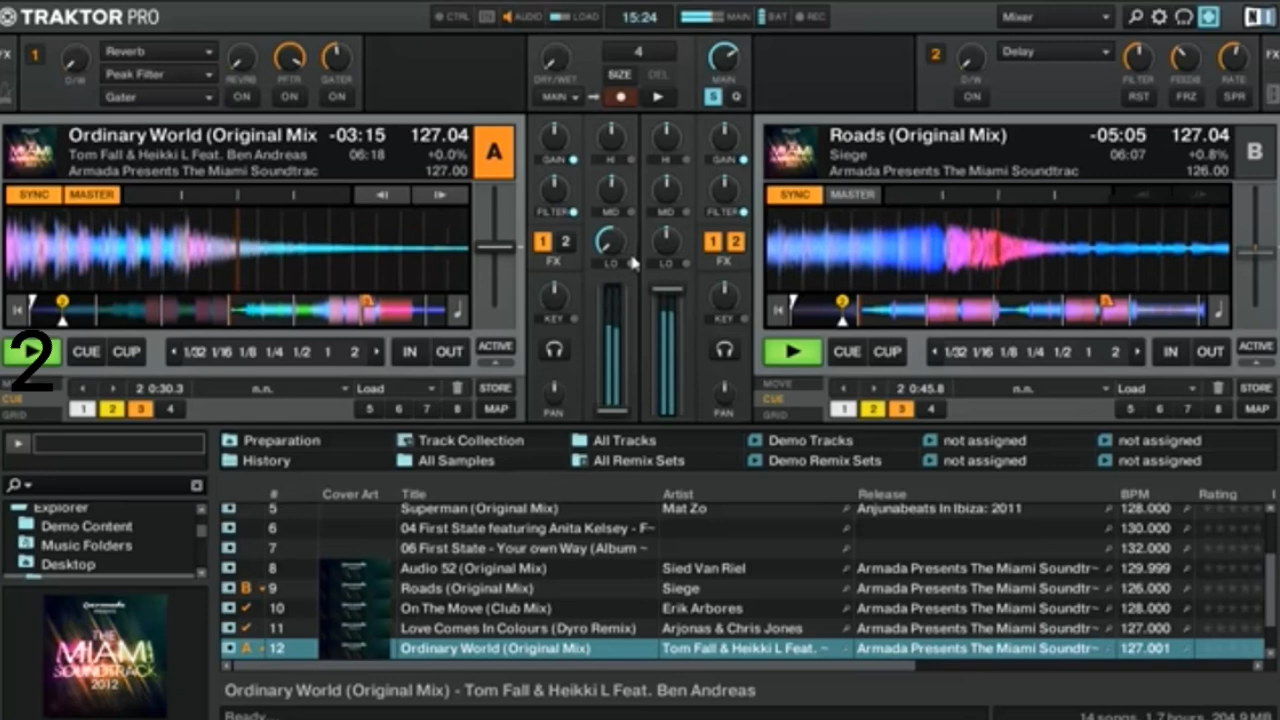 TRAKTOR PRO
CTRL AUDIO LOAD 15:24 MAIN BAT REC Mixer
FX 1 D/W Reverb Peak Filter Gater REVRB PFTR GATER ON ON ON
DRY/WET MAIN 4 SIZE DEL MAIN S Q
2 D/W ON Delay FILTER FEEDB RATE RST FRZ SPR FX
Ordinary World (Original Mix -03:15 127.04 A
Tom Fall & Heikki L Feat. Ben Andreas 06:18 +0.0%
Armada Presents The Miami Soundtrac 127.00
SYNC MASTER
GAIN HI HI GAIN
FILTER MID MID FILTER
1 2 FX LO LO 1 2 FX
KEY KEY
PAN PAN
Roads (Original Mix) -05:05 127.04 B
Siege 06:07 +0.8%
Armada Presents The Miami Soundtrac 126.00
SYNC MASTER
2
CUE CUP 1/32 1/16 1/8 1/4 1/2 1 2 IN OUT ACTIVE
MOVE CUE GRID 2 0:30.3 n.n. Load STORE
1 2 3 4 5 6 7 8 MAP
CUE CUP 1/32 1/16 1/8 1/4 1/2 1 2 IN OUT ACTIVE
MOVE CUE GRID 2 0:45.8 n.n. Load STORE
1 2 3 4 5 6 7 8 MAP
Preparation Track Collection All Tracks Demo Tracks not assigned not assigned
History All Samples All Remix Sets Demo Remix Sets not assigned not assigned
Explorer
Demo Content
Music Folders
Desktop
# Cover Art Title Artist Release BPM Rating
5 Superman (Original Mix) Mat Zo Anjunabeats In Ibiza: 2011 128.000
6 04 First State featuring Anita Kelsey - F~ 130.000
7 06 First State - Your own Way (Album ~ 132.000
8 Audio 52 (Original Mix) Sied Van Riel Armada Presents The Miami Soundtr~ 129.999
B 9 Roads (Original Mix) Siege Armada Presents The Miami Soundtr~ 126.000
10 On The Move (Club Mix) Erik Arbores Armada Presents The Miami Soundtr~ 128.000
11 Love Comes In Colours (Dyro Remix) Arjonas & Chris Jones Armada Presents The Miami Soundtr~ 127.000
A 12 Ordinary World (Original Mix) Tom Fall & Heikki L Feat. ~ Armada Presents The Miami Soundtr~ 127.001
THE
MIAMI
SOUNDTRACK
2012
Ordinary World (Original Mix) - Tom Fall & Heikki L Feat. Ben Andreas
Ready... 14 songs, 1.7 hours, 204.9 MB